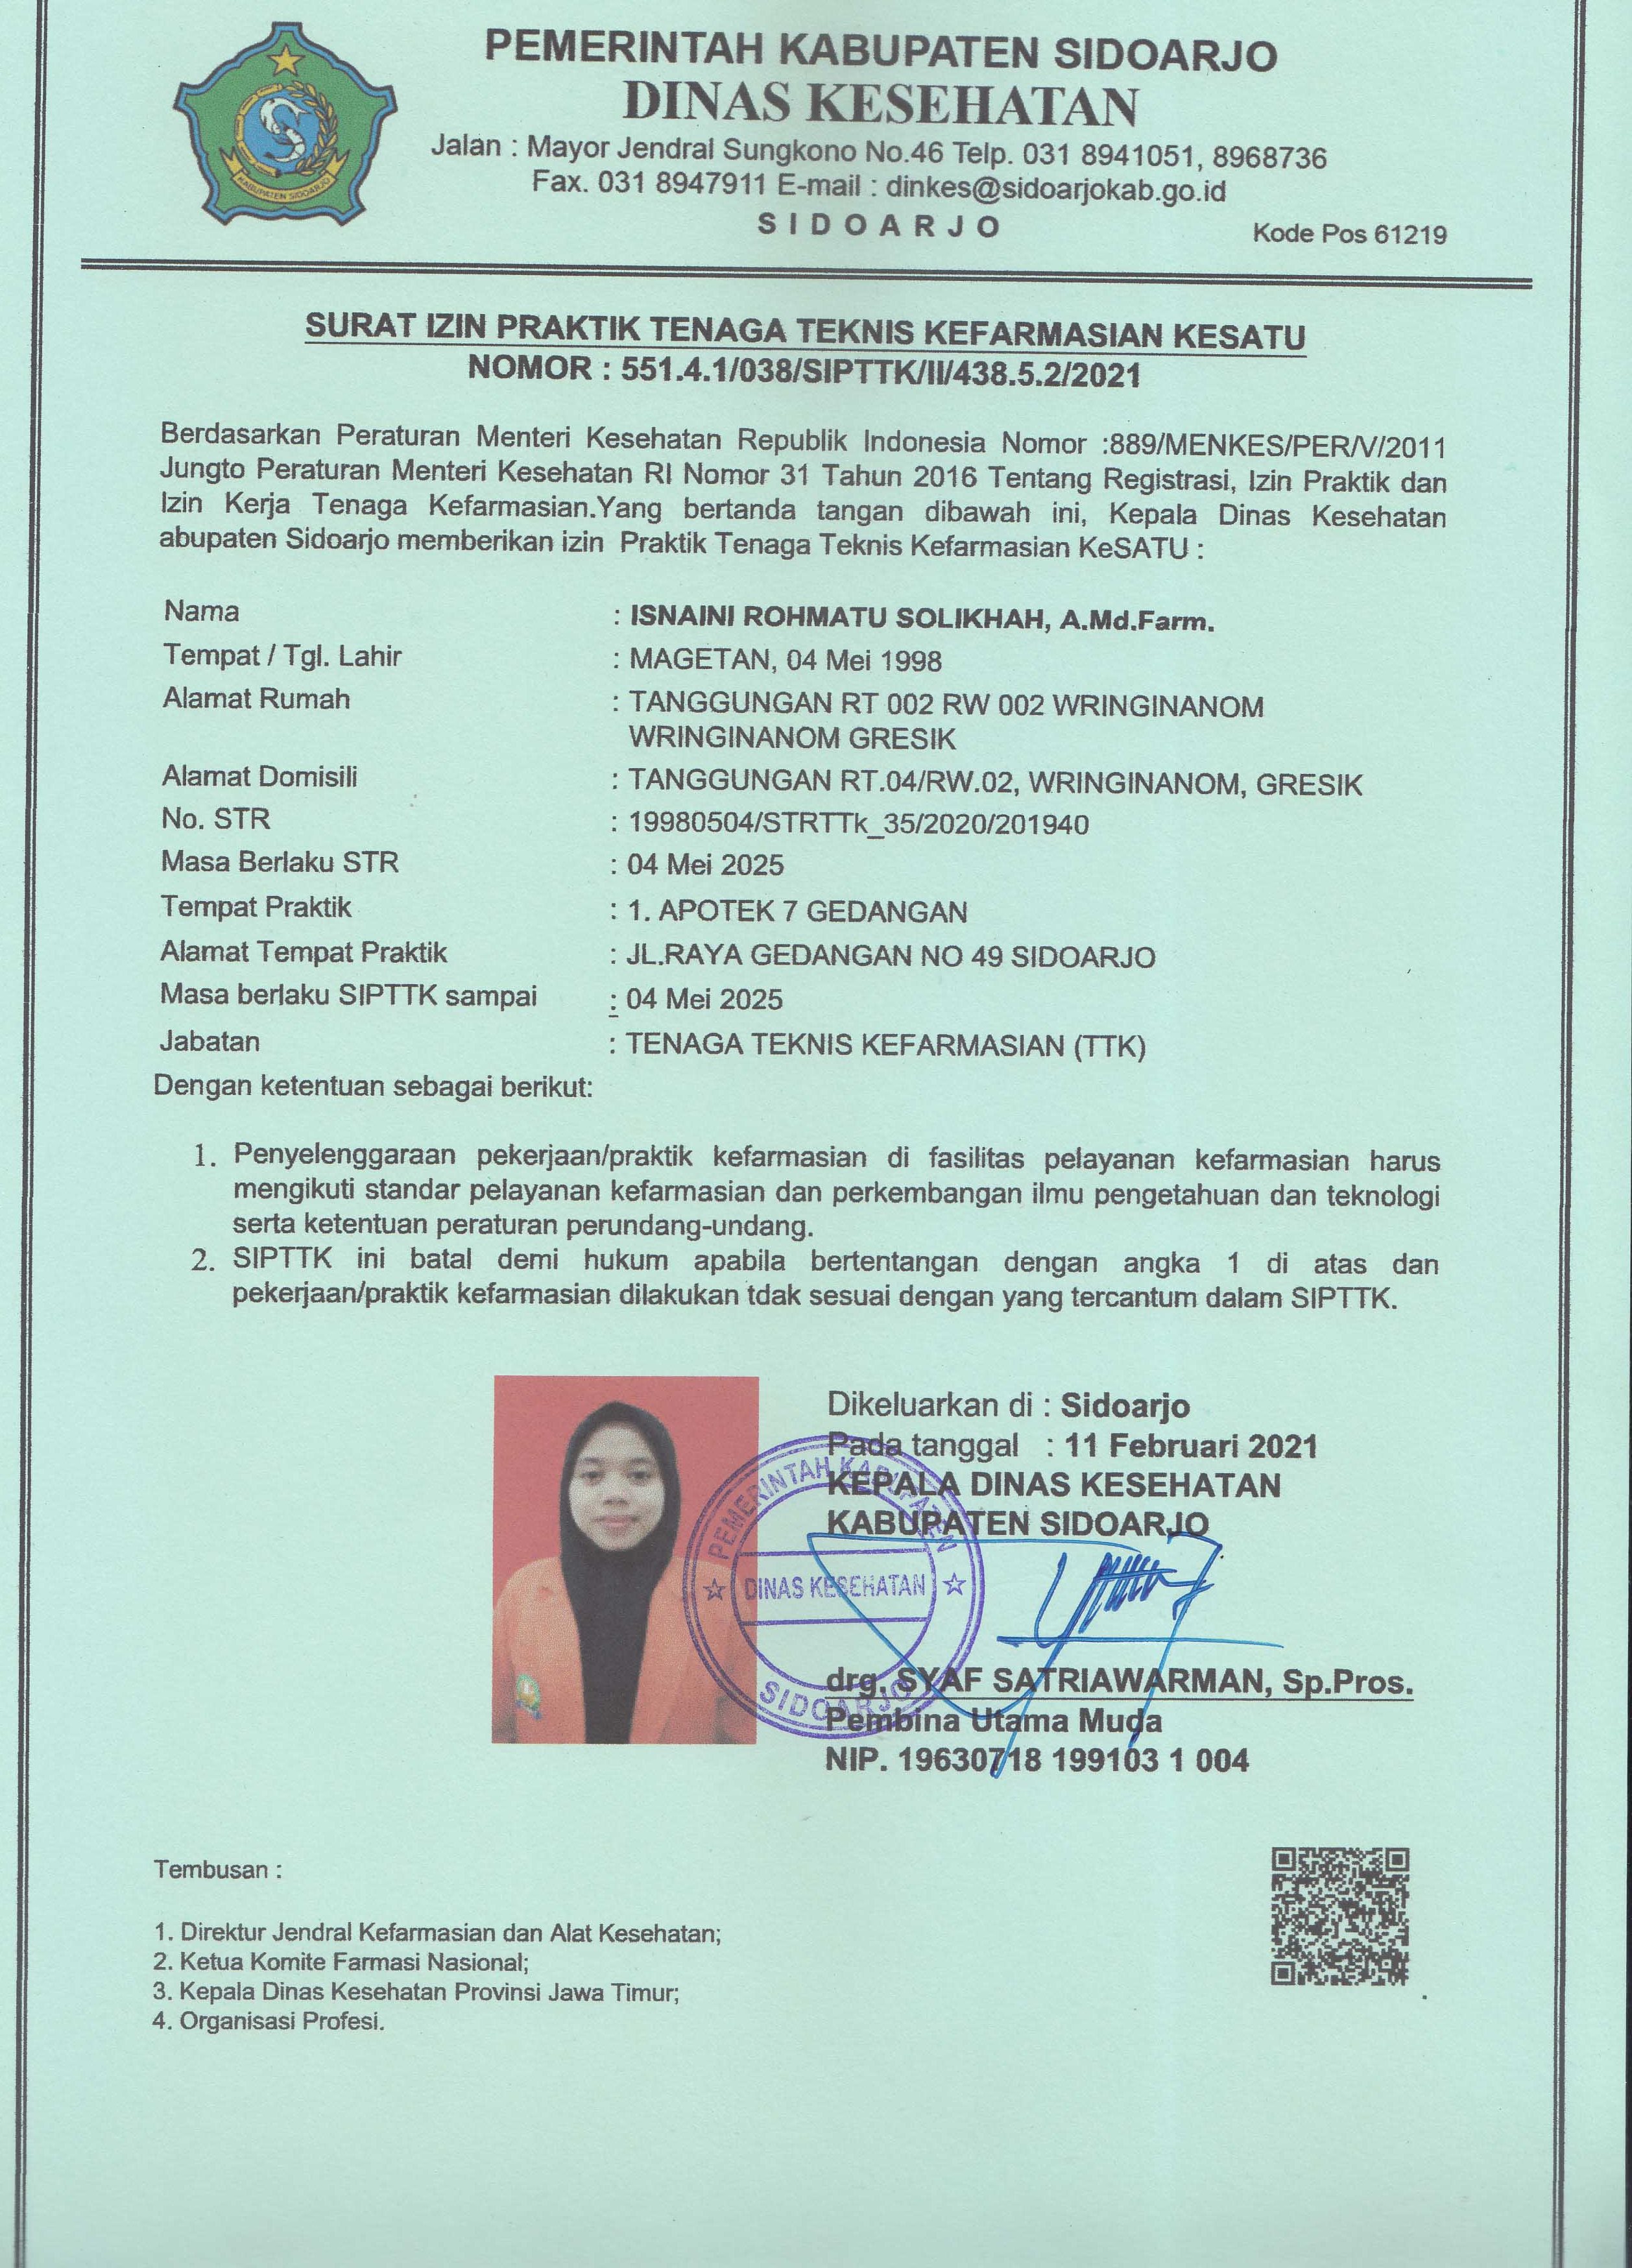 KABUPATEN SIDOARJO
PEMERINTAH KABUPATEN SIDOARJO
DINAS KESEHATAN
Jalan : Mayor Jendral Sungkono No.46 Telp. 031 8941051, 8968736
Fax. 031 8947911 E-mail : dinkes@sidoarjokab.go.id
S I D O A R J O
Kode Pos 61219
SURAT IZIN PRAKTIK TENAGA TEKNIS KEFARMASIAN KESATU
NOMOR : 551.4.1/038/SIPTTK/II/438.5.2/2021
Berdasarkan Peraturan Menteri Kesehatan Republik Indonesia Nomor :889/MENKES/PER/V/2011
Jungto Peraturan Menteri Kesehatan RI Nomor 31 Tahun 2016 Tentang Registrasi, Izin Praktik dan
Izin Kerja Tenaga Kefarmasian.Yang bertanda tangan dibawah ini, Kepala Dinas Kesehatan
abupaten Sidoarjo memberikan izin Praktik Tenaga Teknis Kefarmasian KeSATU :
Nama : ISNAINI ROHMATU SOLIKHAH, A.Md.Farm.
Tempat / Tgl. Lahir : MAGETAN, 04 Mei 1998
Alamat Rumah : TANGGUNGAN RT 002 RW 002 WRINGINANOM
WRINGINANOM GRESIK
Alamat Domisili : TANGGUNGAN RT.04/RW.02, WRINGINANOM, GRESIK
No. STR : 19980504/STRTTk_35/2020/201940
Masa Berlaku STR : 04 Mei 2025
Tempat Praktik : 1. APOTEK 7 GEDANGAN
Alamat Tempat Praktik : JL.RAYA GEDANGAN NO 49 SIDOARJO
Masa berlaku SIPTTK sampai : 04 Mei 2025
Jabatan : TENAGA TEKNIS KEFARMASIAN (TTK)
Dengan ketentuan sebagai berikut:
1. Penyelenggaraan pekerjaan/praktik kefarmasian di fasilitas pelayanan kefarmasian harus
mengikuti standar pelayanan kefarmasian dan perkembangan ilmu pengetahuan dan teknologi
serta ketentuan peraturan perundang-undang.
2. SIPTTK ini batal demi hukum apabila bertentangan dengan angka 1 di atas dan
pekerjaan/praktik kefarmasian dilakukan tdak sesuai dengan yang tercantum dalam SIPTTK.
Dikeluarkan di : Sidoarjo
Pada tanggal : 11 Februari 2021
KEPALA DINAS KESEHATAN
KABUPATEN SIDOARJO
PEMERINTAH KABUPATEN
DINAS KESEHATAN
SIDOARJO
drg. SYAF SATRIAWARMAN, Sp.Pros.
Pembina Utama Muda
NIP. 19630718 199103 1 004
Tembusan :
1. Direktur Jendral Kefarmasian dan Alat Kesehatan;
2. Ketua Komite Farmasi Nasional;
3. Kepala Dinas Kesehatan Provinsi Jawa Timur;
4. Organisasi Profesi.